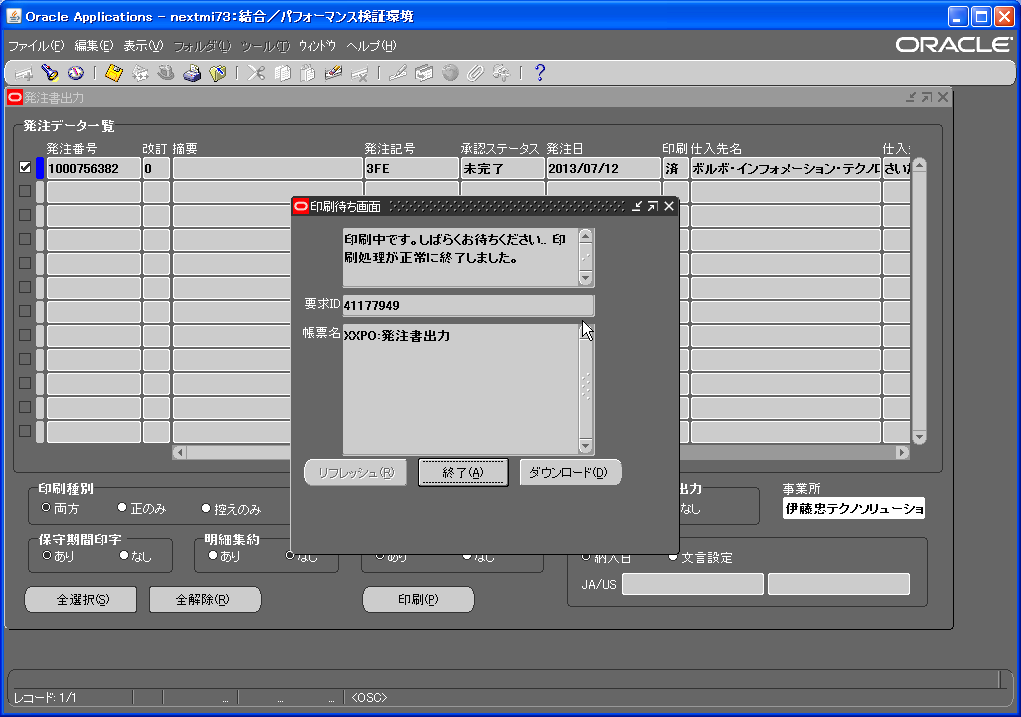 Oracle Applications - nextmi73:結合／パフォーマンス検証環境
ファイル(F) 編集(E) 表示(V) フォルダ(L) ツール(T) ウィンドウ ヘルプ(H)
ORACLE
発注書出力
発注データ一覧
発注番号 改訂 摘要 発注記号 承認ステータス 発注日 印刷 仕入先名 仕入
1000756382 0 3FE 未完了 2013/07/12 済 ボルボ･インフォメーション･テクノロ
印刷待ち画面
印刷中です。しばらくお待ちください.. 印
刷処理が正常に終了しました。
要求ID 41177949
帳票名 XXPO:発注書出力
リフレッシュ(R) 終了(A) ダウンロード(D)
印刷種別 出力 事業所
両方 正のみ 控えのみ なし 伊藤忠テクノソリューショ
保守期間印字 明細集約
あり なし あり なし あり なし 納入日 文言設定
JA/US
全選択(S) 全解除(R) 印刷(P)
レコード: 1/1 ... ... ... <OSC>